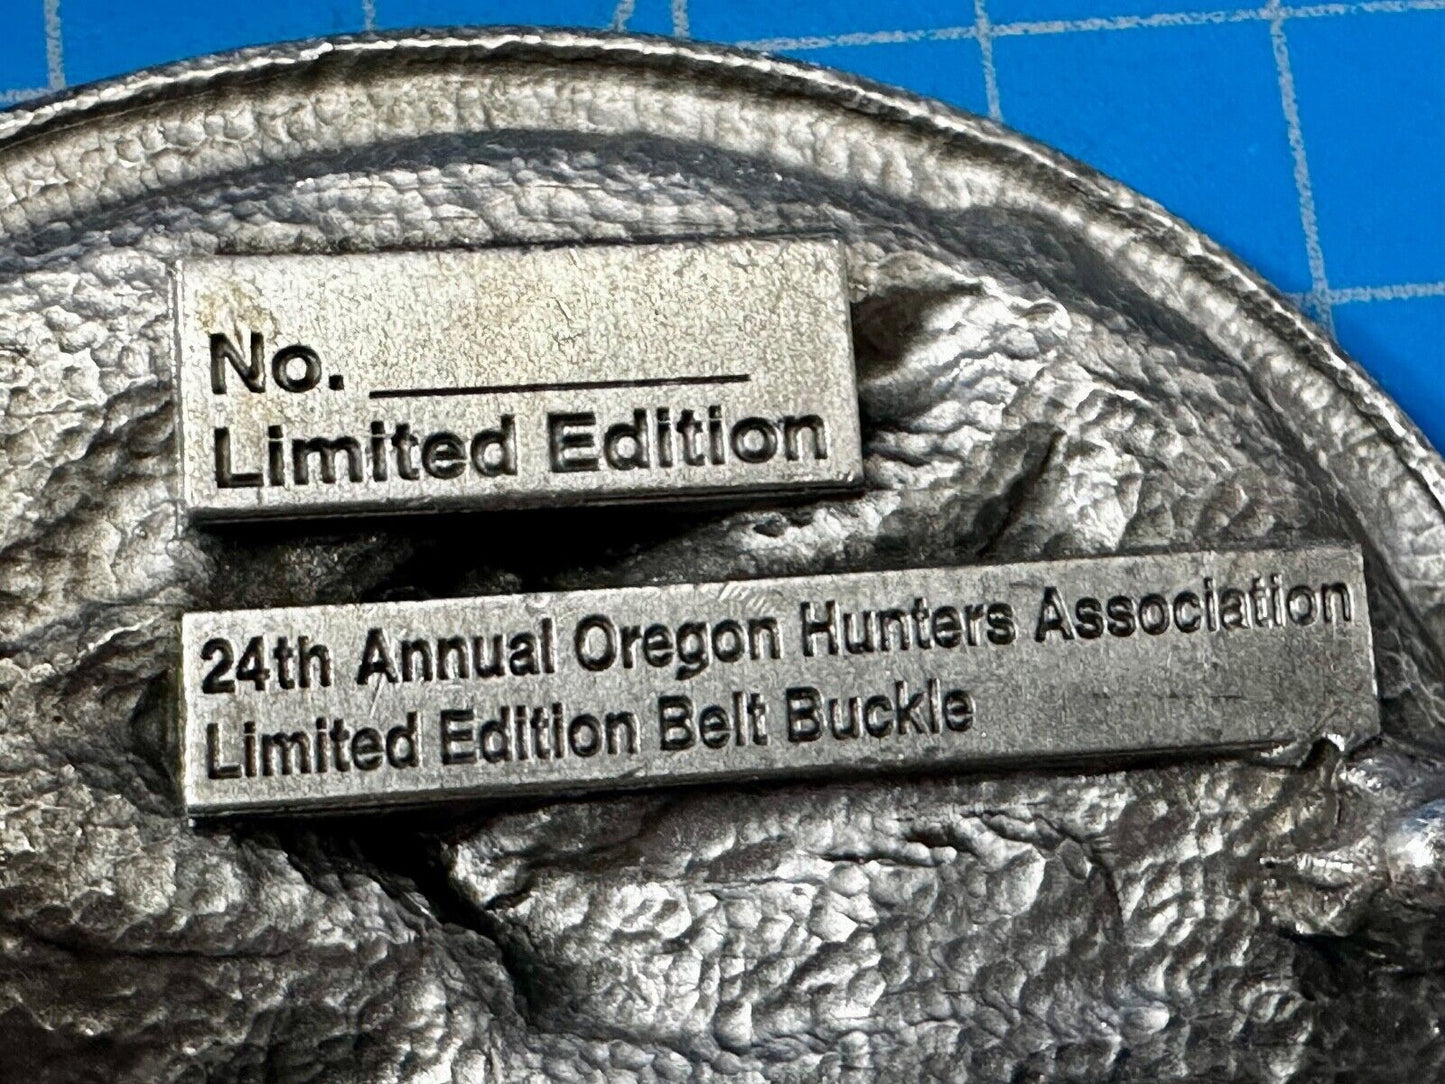 No. ___________
Limited Edition
24th Annual Oregon Hunters Association
Limited Edition Belt Buckle